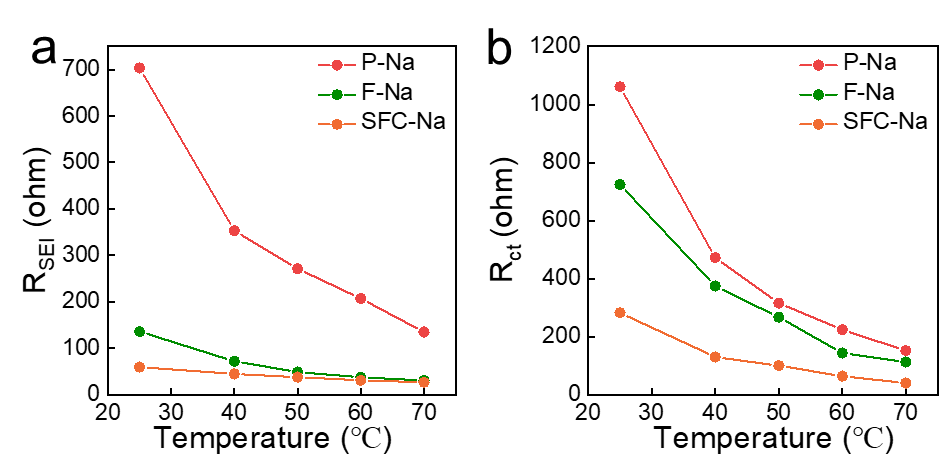 a
700
600
500
400
300
200
100
0
20 30 40 50 60 70
Temperature (℃)
R_SEI (ohm)
P-Na
F-Na
SFC-Na
b
1200
1000
800
600
400
200
0
20 30 40 50 60 70
Temperature (℃)
R_ct (ohm)
P-Na
F-Na
SFC-Na